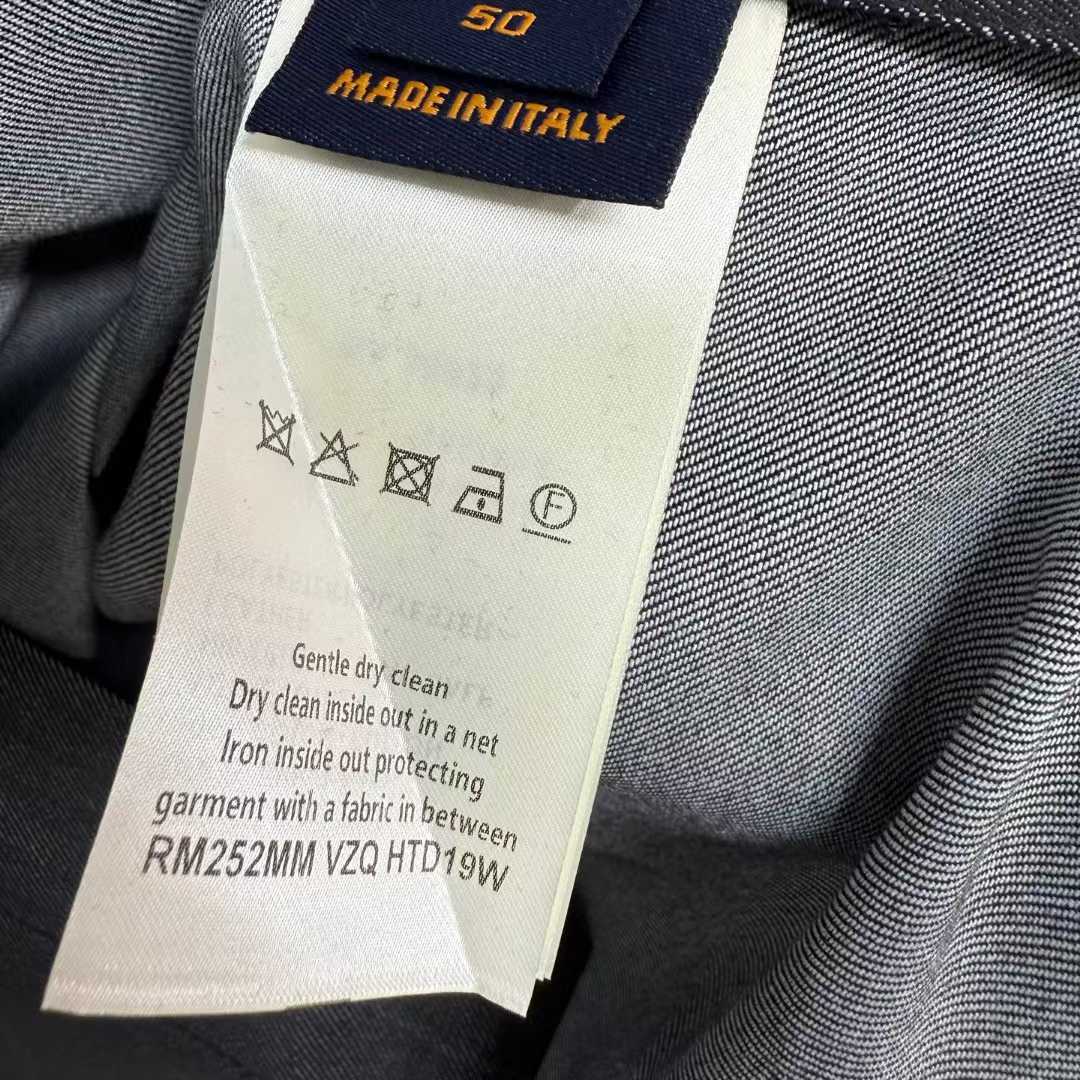 50
MADE IN ITALY
F
Gentle dry clean
Dry clean inside out in a net
Iron inside out protecting
garment with a fabric in between
RM252MM VZQ HTD19W